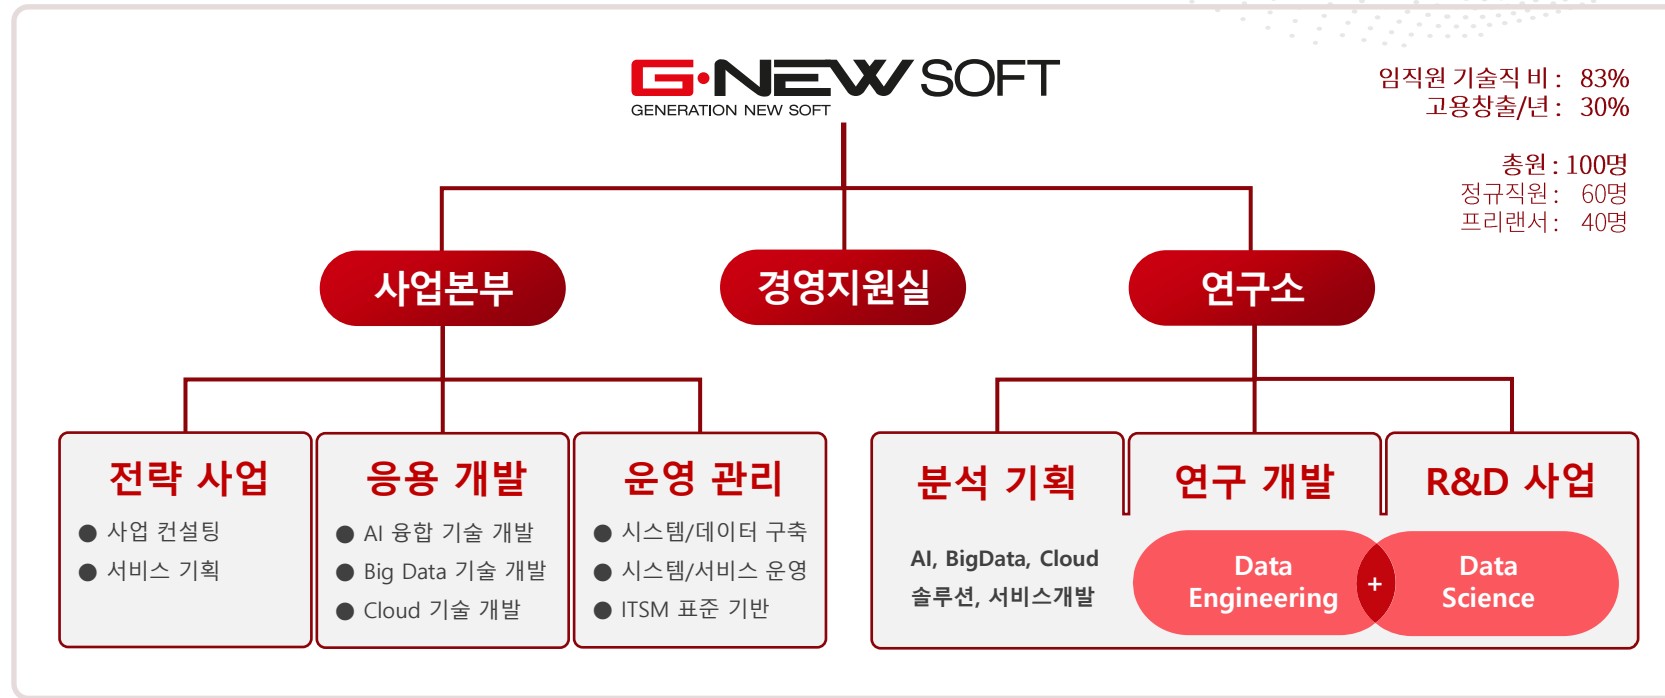 G·NEW SOFT
GENERATION NEW SOFT
임직원 기술직 비 : 83%
고용창출/년 : 30%
총원 : 100명
정규직원 : 60명
프리랜서 : 40명
사업본부
경영지원실
연구소
전략 사업
● 사업 컨설팅
● 서비스 기획
응용 개발
● AI 융합 기술 개발
● Big Data 기술 개발
● Cloud 기술 개발
운영 관리
● 시스템/데이터 구축
● 시스템/서비스 운영
● ITSM 표준 기반
분석 기획
연구 개발
R&D 사업
AI, BigData, Cloud
솔루션, 서비스개발
Data
Engineering
+
Data
Science